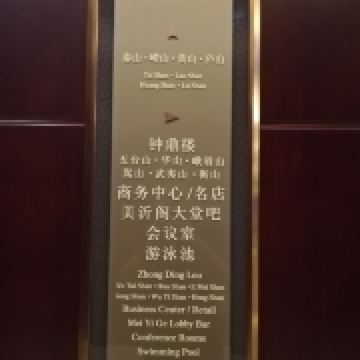 泰山·崂山·黄山·庐山
Tai Shan · Lao Shan
Huang Shan · Lu Shan
钟鼎楼
五台山·华山·峨眉山
嵩山·武夷山·衡山
商务中心/名店
美沂阁大堂吧
会议室
游泳池
Zhong Ding Lou
Wu Tai Shan · Hua Shan · E Mei Shan
Song Shan · Wu Yi Shan · Heng Shan
Business Center / Retail
Mei Yi Ge Lobby Bar
Conference Rooms
Swimming Pool